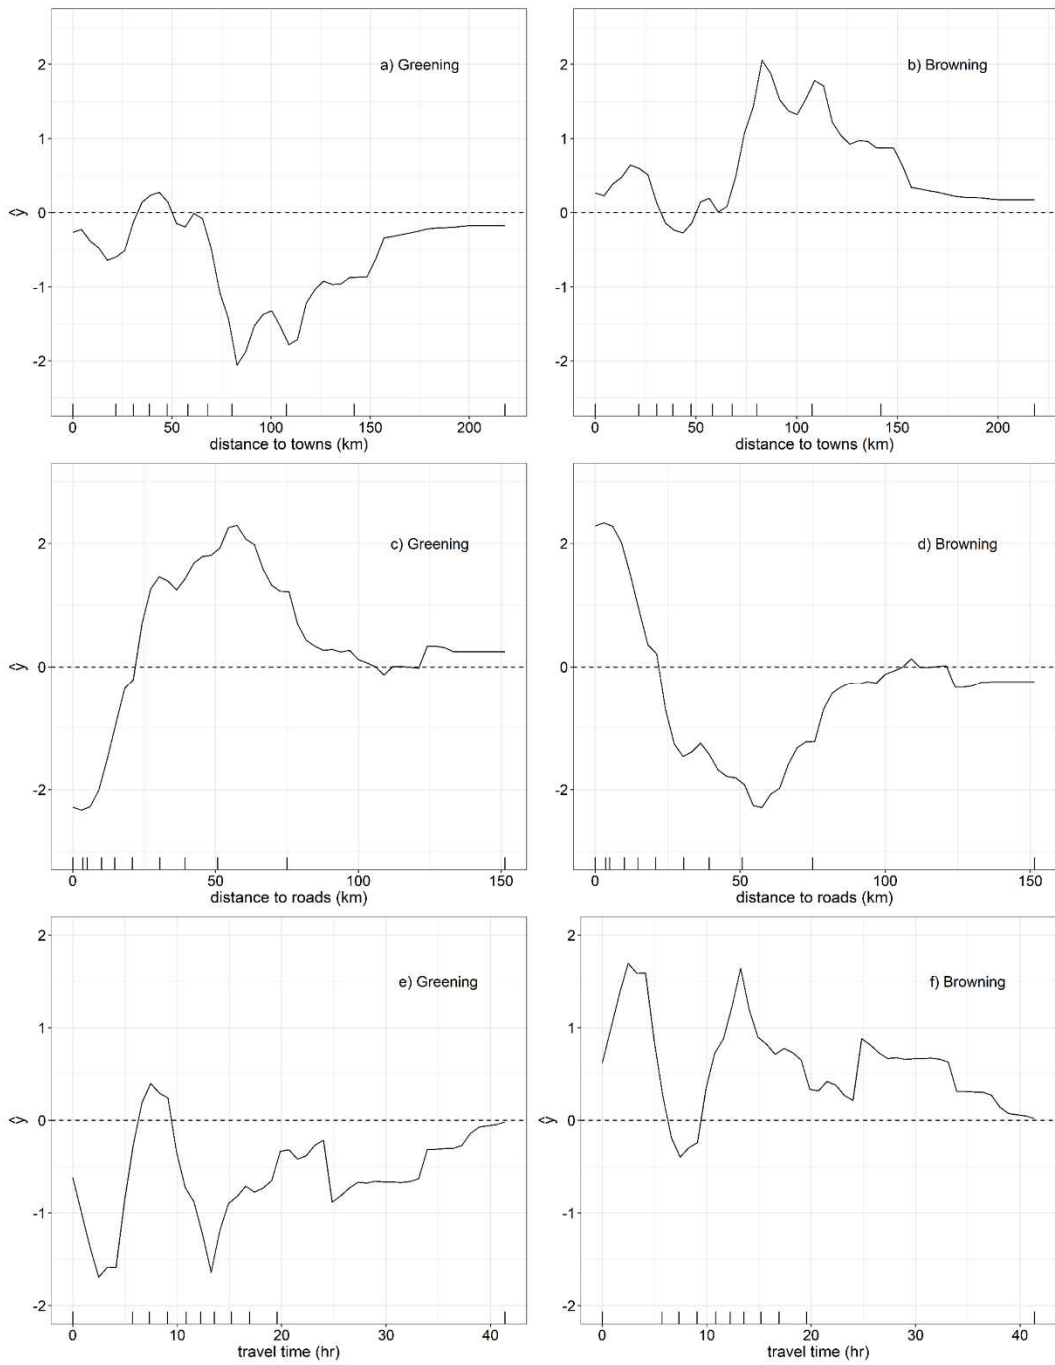 a) Greening
2
1
0
-1
-2
ŷ
0 50 100 150 200
distance to towns (km)
b) Browning
2
1
0
-1
-2
0 50 100 150 200
distance to towns (km)
c) Greening
2
0
-2
ŷ
0 50 100 150
distance to roads (km)
d) Browning
2
0
-2
0 50 100 150
distance to roads (km)
e) Greening
2
1
0
-1
-2
ŷ
0 10 20 30 40
travel time (hr)
f) Browning
2
1
0
-1
-2
ŷ
0 10 20 30 40
travel time (hr)